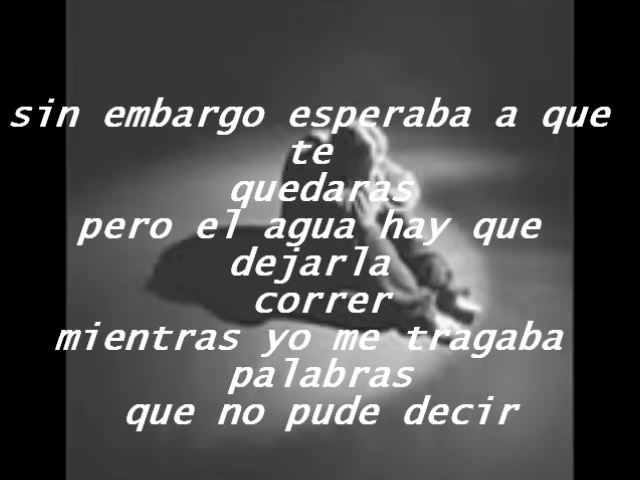 sin embargo esperaba a que
te
quedaras
pero el agua hay que
dejarla
correr
mientras yo me tragaba
palabras
que no pude decir